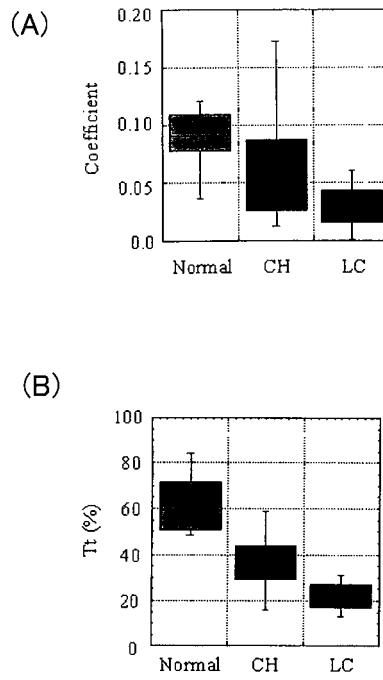 (A)
0.20
0.15
0.10
0.05
0.0
Coefficient
Normal CH LC
(B)
100
80
60
40
20
0
Tt (%)
Normal CH LC